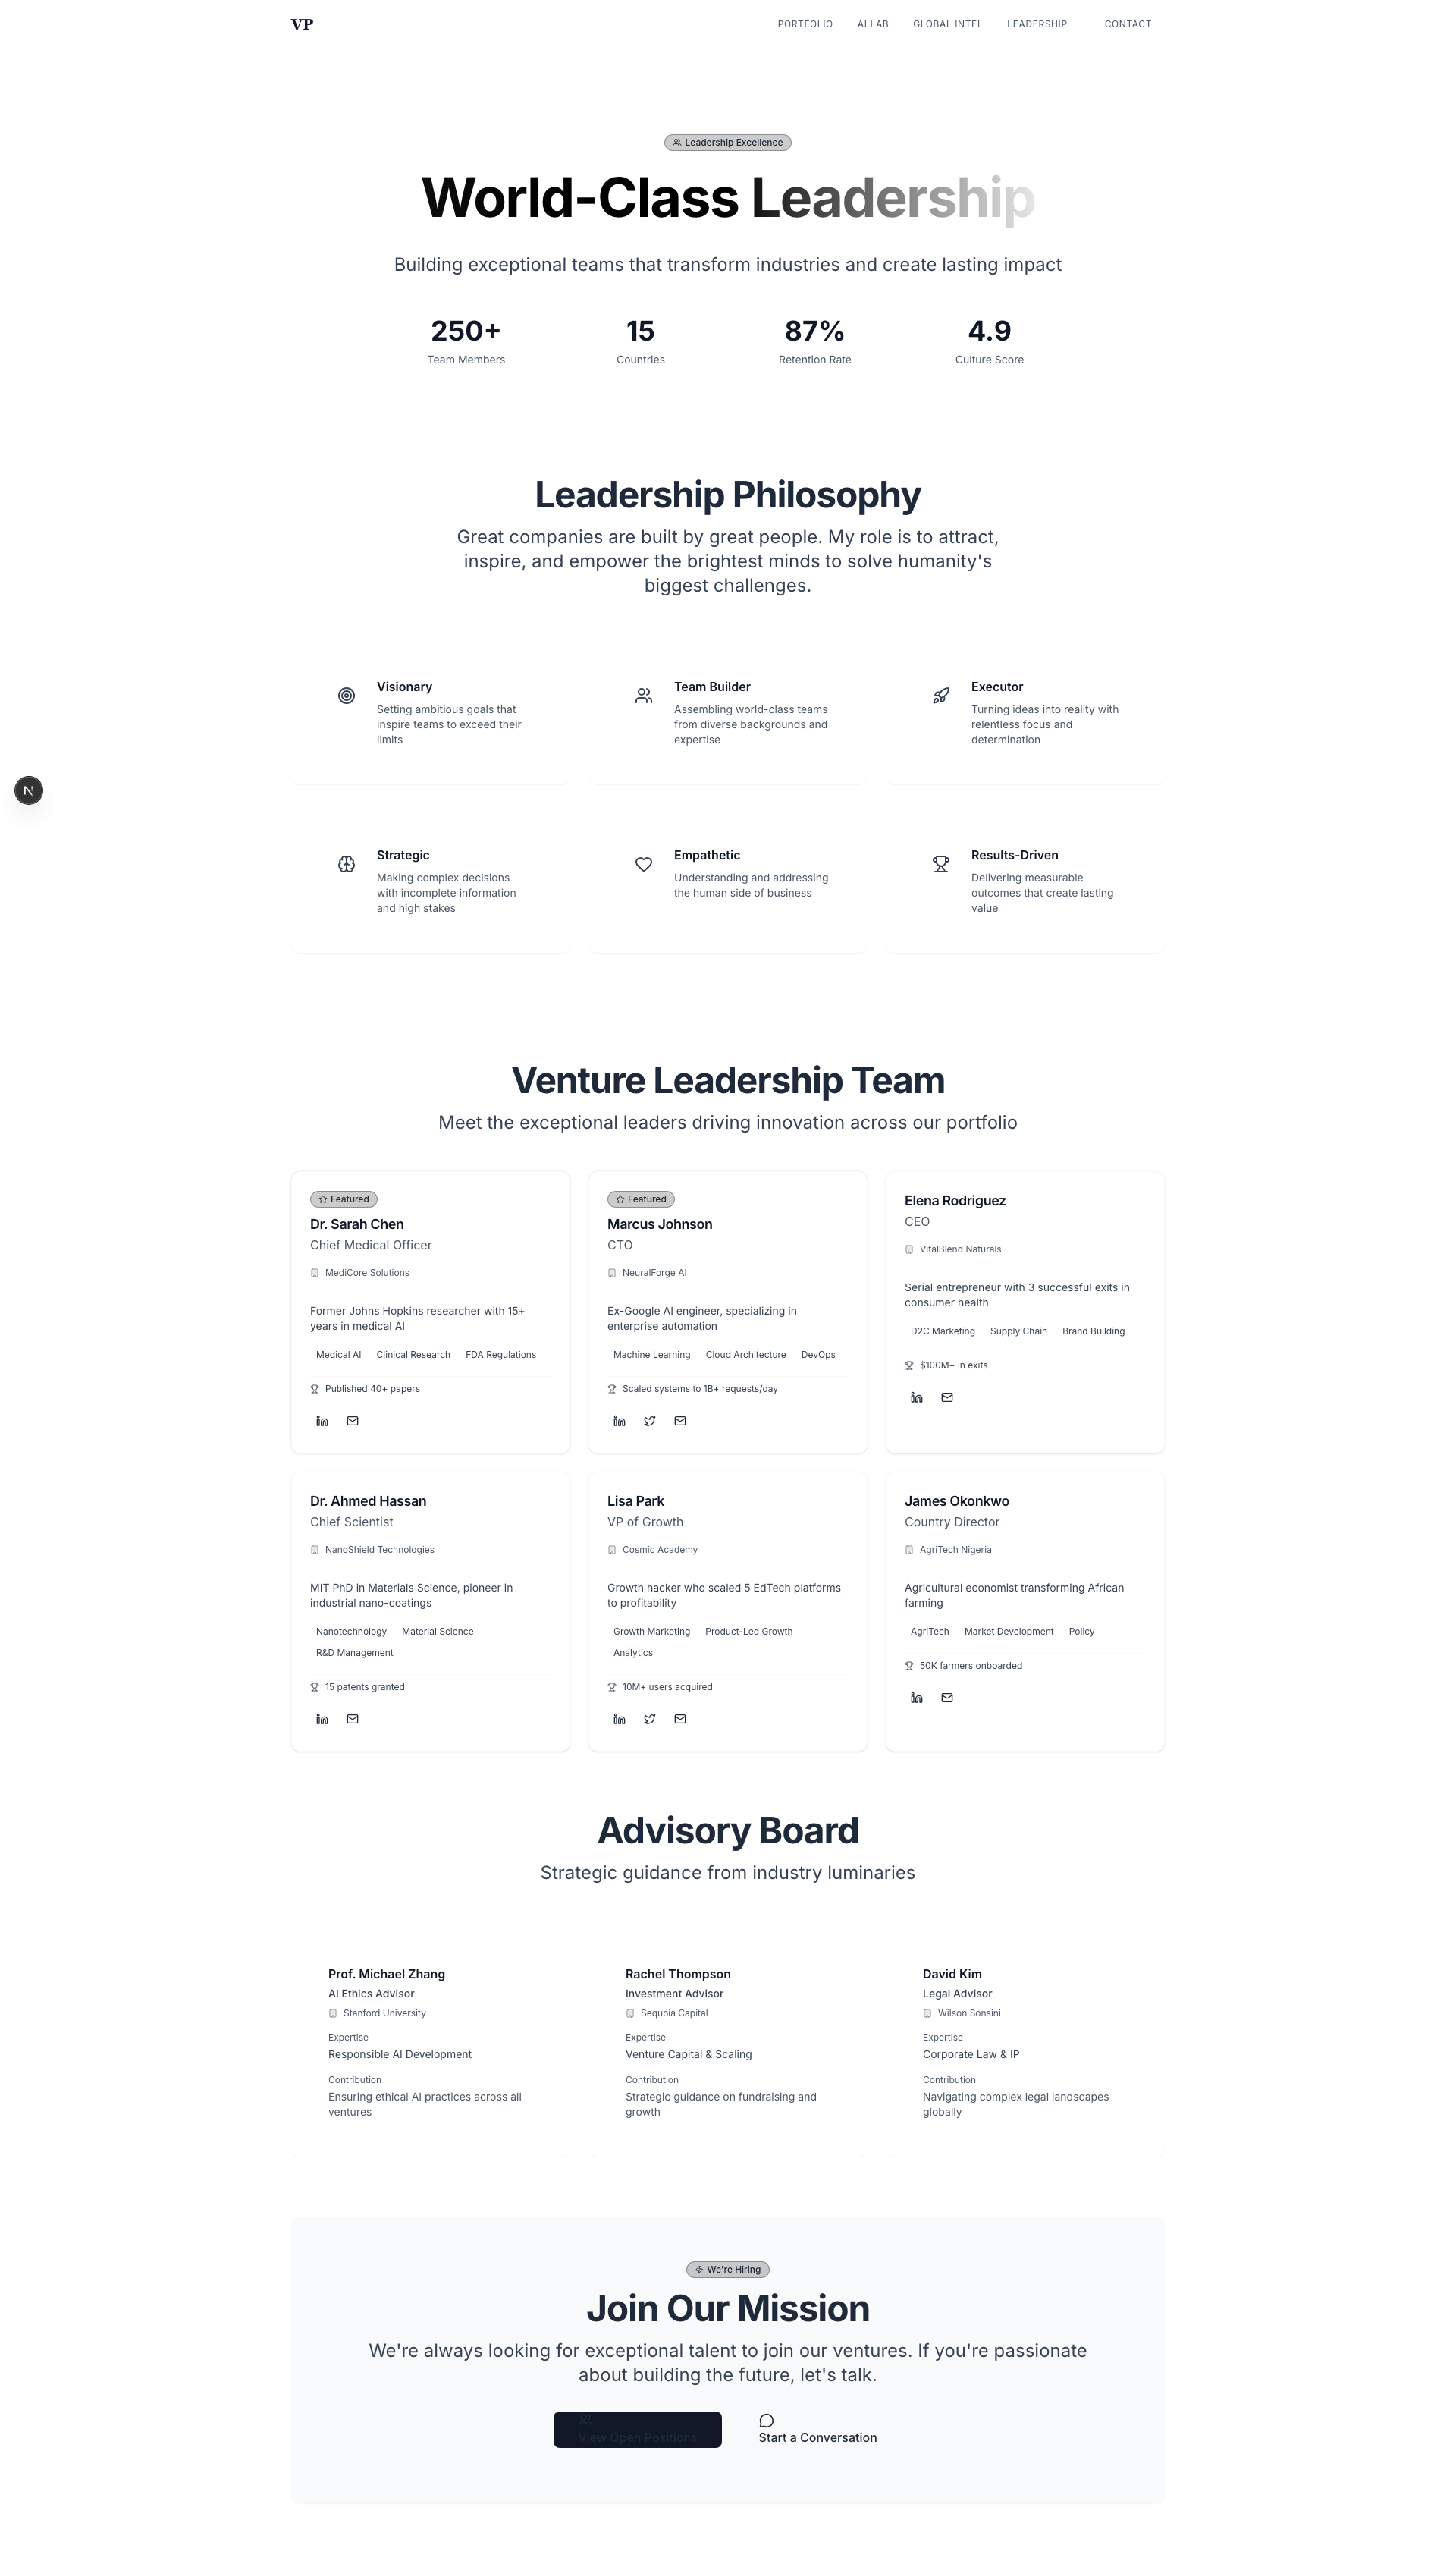 VP
PORTFOLIO
AI LAB
GLOBAL INTEL
LEADERSHIP
CONTACT
Leadership Excellence
World-Class Leadership
Building exceptional teams that transform industries and create lasting impact
250+
Team Members
15
Countries
87%
Retention Rate
4.9
Culture Score
Leadership Philosophy
Great companies are built by great people. My role is to attract,
inspire, and empower the brightest minds to solve humanity's
biggest challenges.
Visionary
Setting ambitious goals that
inspire teams to exceed their
limits
Team Builder
Assembling world-class teams
from diverse backgrounds and
expertise
Executor
Turning ideas into reality with
relentless focus and
determination
N
Strategic
Making complex decisions
with incomplete information
and high stakes
Empathetic
Understanding and addressing
the human side of business
Results-Driven
Delivering measurable
outcomes that create lasting
value
Venture Leadership Team
Meet the exceptional leaders driving innovation across our portfolio
Featured
Dr. Sarah Chen
Chief Medical Officer
MediCore Solutions
Former Johns Hopkins researcher with 15+
years in medical AI
Medical AI
Clinical Research
FDA Regulations
Published 40+ papers
Featured
Marcus Johnson
CTO
NeuralForge AI
Ex-Google AI engineer, specializing in
enterprise automation
Machine Learning
Cloud Architecture
DevOps
Scaled systems to 1B+ requests/day
Elena Rodriguez
CEO
VitalBlend Naturals
Serial entrepreneur with 3 successful exits in
consumer health
D2C Marketing
Supply Chain
Brand Building
$100M+ in exits
Dr. Ahmed Hassan
Chief Scientist
NanoShield Technologies
MIT PhD in Materials Science, pioneer in
industrial nano-coatings
Nanotechnology
Material Science
R&D Management
15 patents granted
Lisa Park
VP of Growth
Cosmic Academy
Growth hacker who scaled 5 EdTech platforms
to profitability
Growth Marketing
Product-Led Growth
Analytics
10M+ users acquired
James Okonkwo
Country Director
AgriTech Nigeria
Agricultural economist transforming African
farming
AgriTech
Market Development
Policy
50K farmers onboarded
Advisory Board
Strategic guidance from industry luminaries
Prof. Michael Zhang
AI Ethics Advisor
Stanford University
Expertise
Responsible AI Development
Contribution
Ensuring ethical AI practices across all
ventures
Rachel Thompson
Investment Advisor
Sequoia Capital
Expertise
Venture Capital & Scaling
Contribution
Strategic guidance on fundraising and
growth
David Kim
Legal Advisor
Wilson Sonsini
Expertise
Corporate Law & IP
Contribution
Navigating complex legal landscapes
globally
We're Hiring
Join Our Mission
We're always looking for exceptional talent to join our ventures. If you're passionate
about building the future, let's talk.
View Open Positions
Start a Conversation